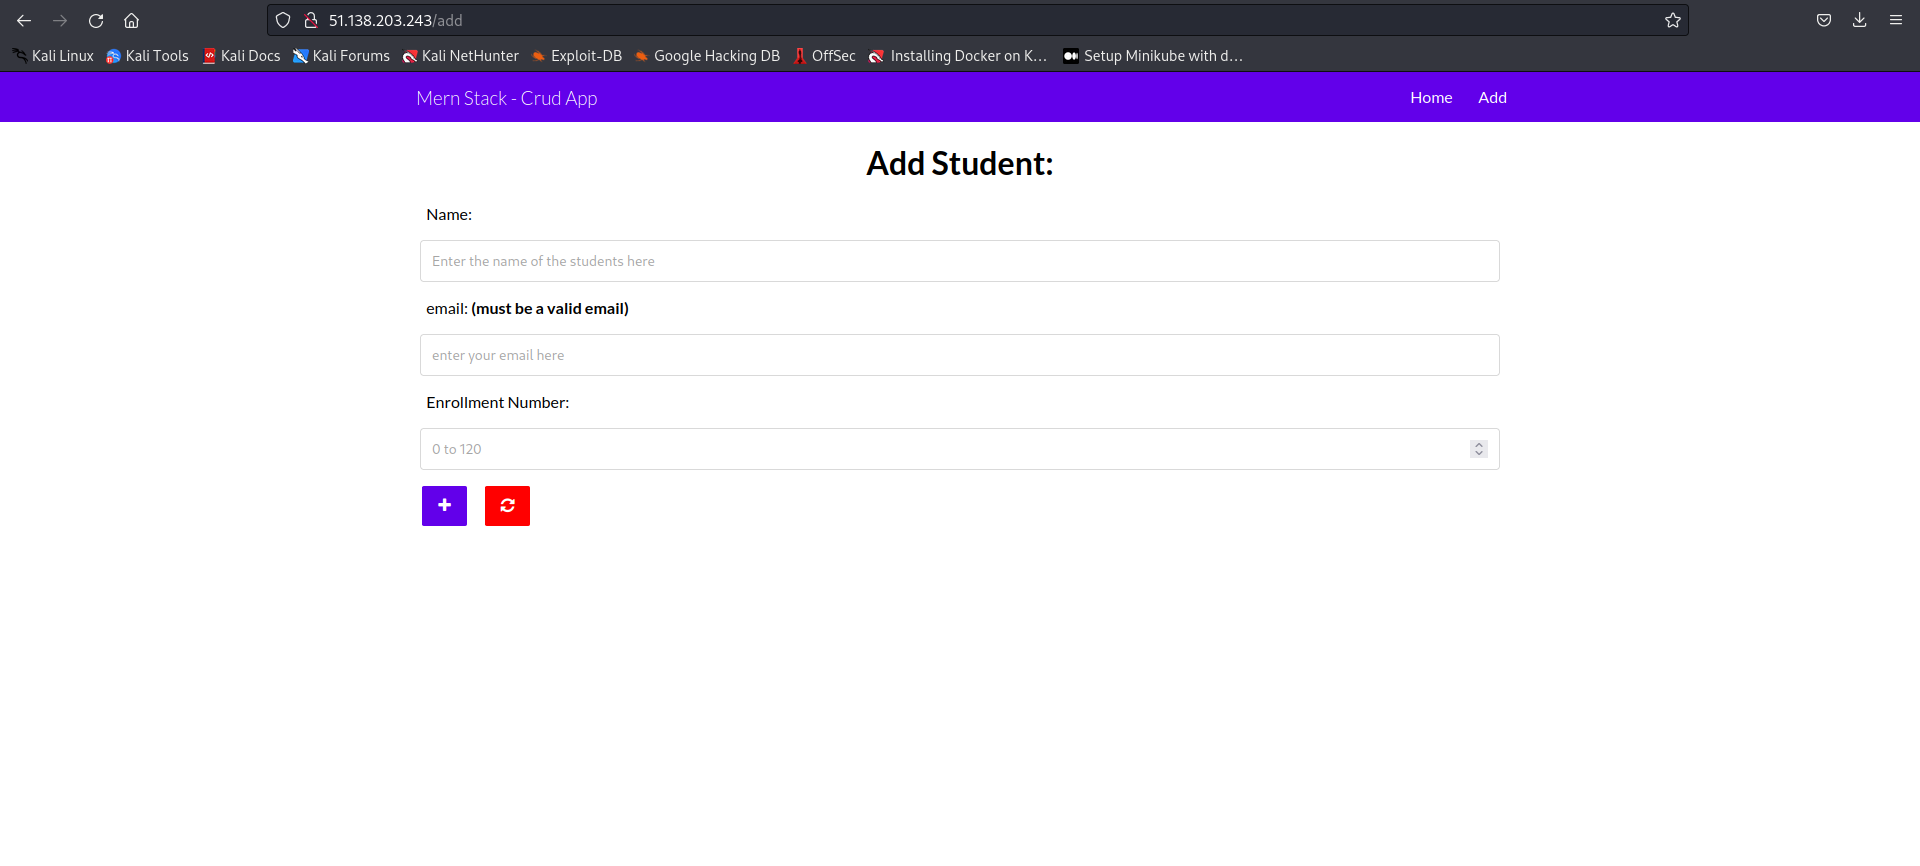 51.138.203.243/add
Kali Linux Kali Tools Kali Docs Kali Forums Kali NetHunter Exploit-DB Google Hacking DB OffSec Installing Docker on K... Setup Minikube with d...
Mern Stack - Crud App Home Add
Add Student:
Name:
Enter the name of the students here
email: (must be a valid email)
enter your email here
Enrollment Number:
0 to 120